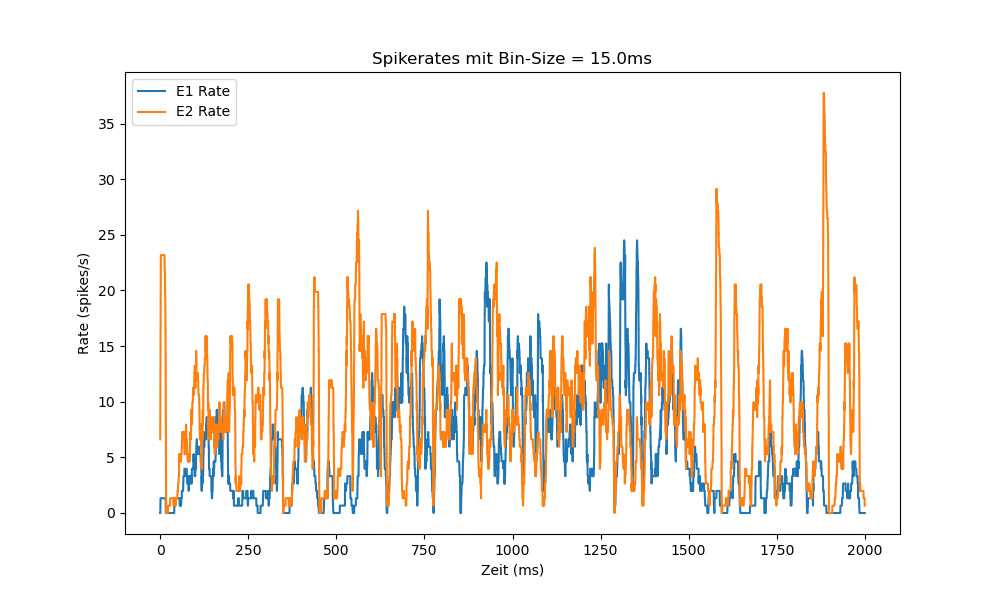 Spikerates mit Bin-Size = 15.0ms
E1 Rate
E2 Rate
35
30
25
20
15
10
5
0
Rate (spikes/s)
0 250 500 750 1000 1250 1500 1750 2000
Zeit (ms)